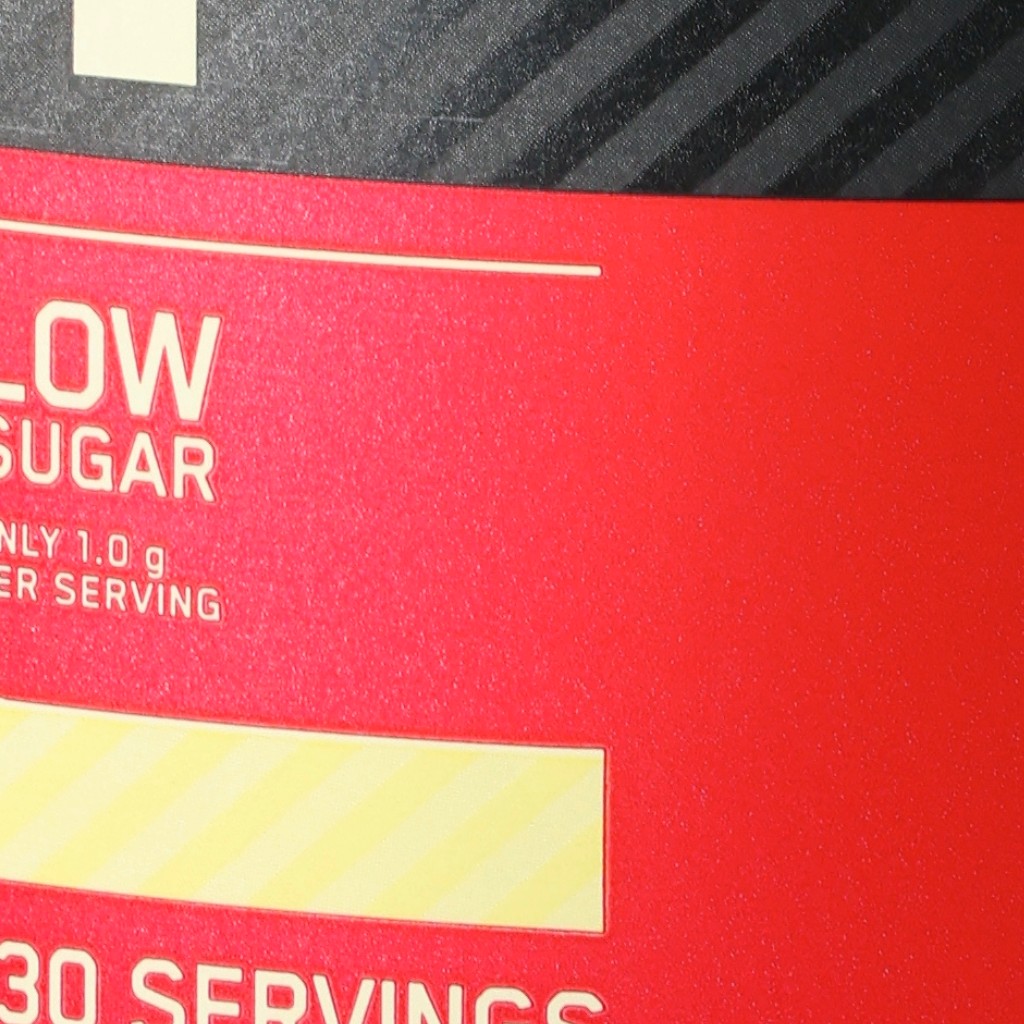 LOW
SUGAR
NLY 1.0 g
ER SERVING
30 SERVINGS